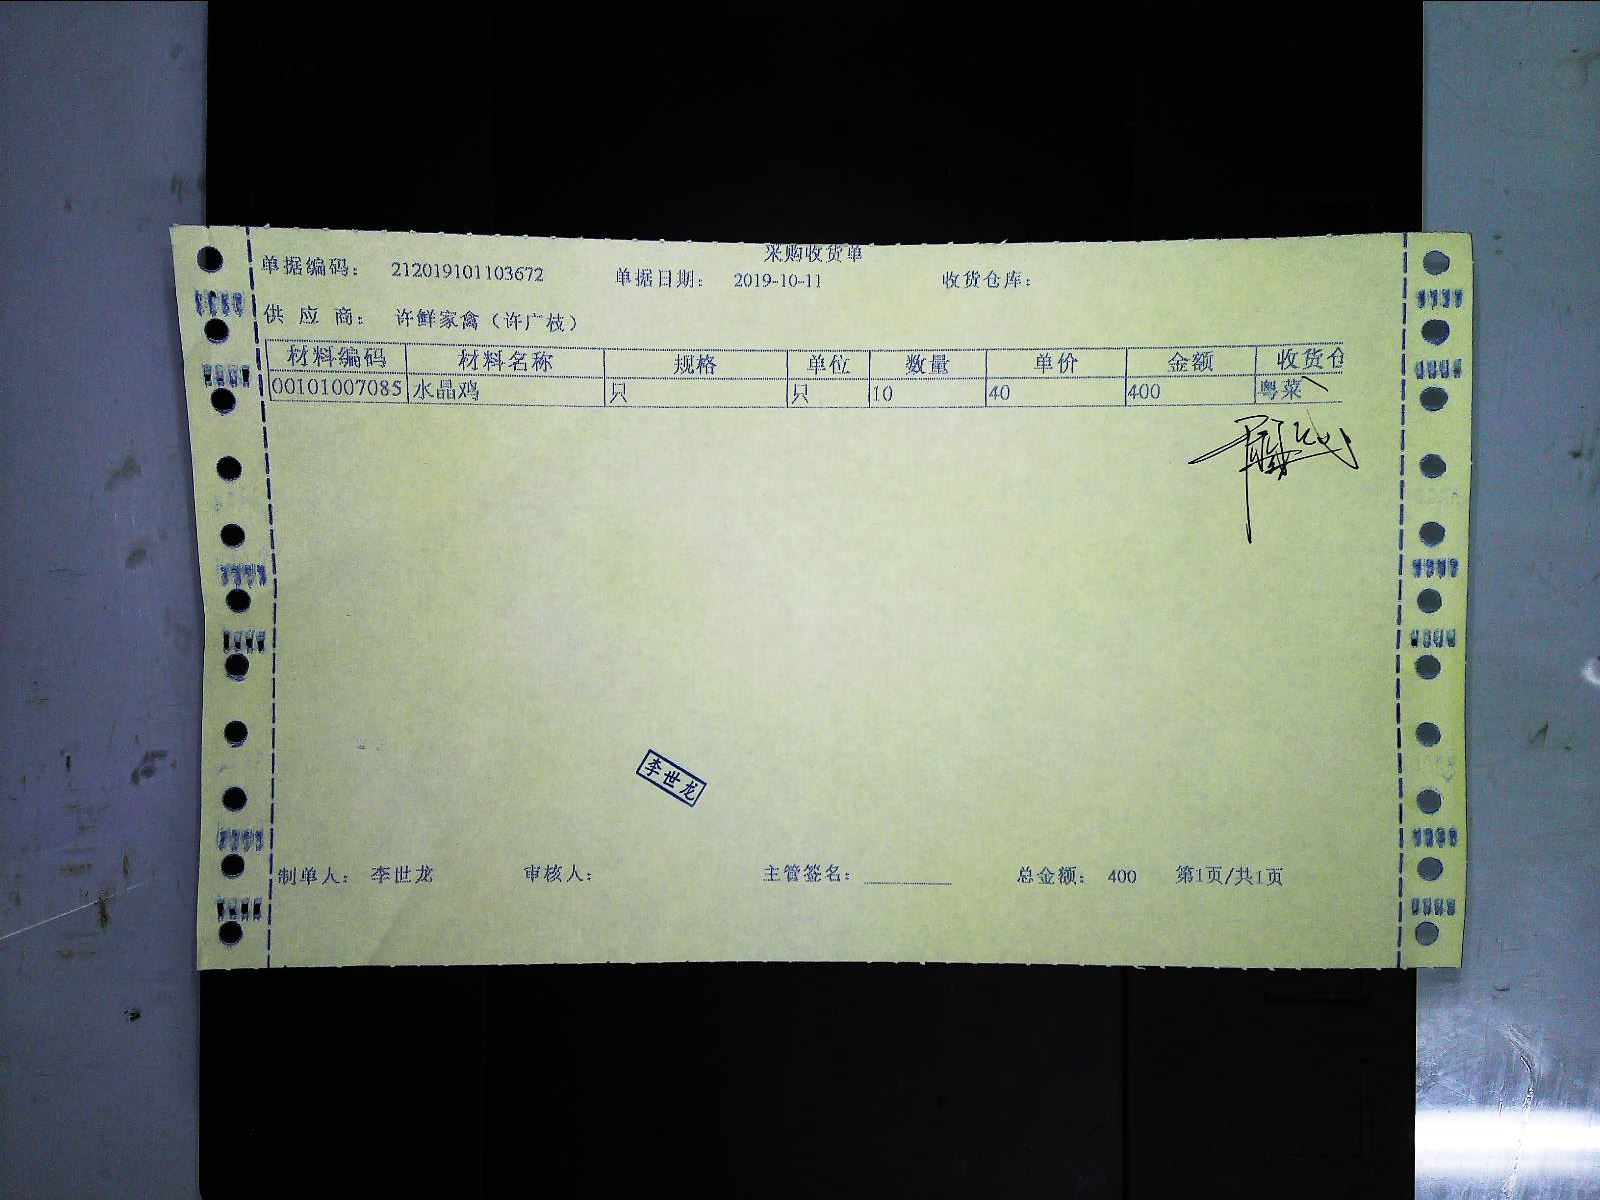 采购收货单
单据编码： 212019101103672 单据日期： 2019-10-11 收货仓库：
供 应 商： 许鲜家禽（许广枝）
材料编码 材料名称 规格 单位 数量 单价 金额 收货仓
00101007085 水晶鸡 只 只 10 40 400 粤菜
李世龙
制单人： 李世龙 审核人： 主管签名： 总金额： 400 第1页/共1页